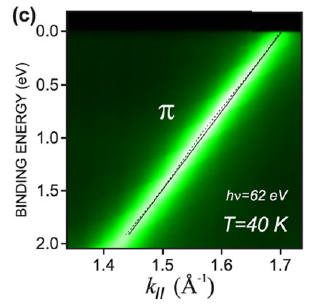 (c)
BINDING ENERGY (eV)
0.0
0.5
1.0
1.5
2.0
π
hν=62 eV
T=40 K
1.4 1.5 1.6 1.7
k// (Å⁻¹)